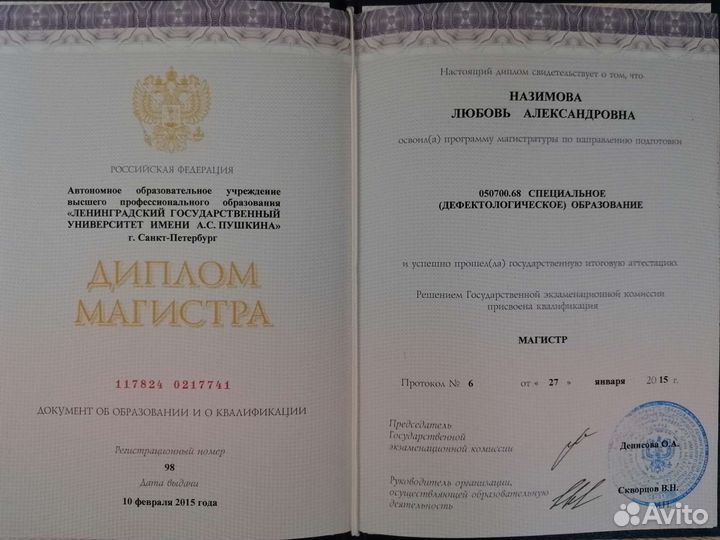 РОССИЙСКАЯ ФЕДЕРАЦИЯ
Автономное образовательное учреждение
высшего профессионального образования
«ЛЕНИНГРАДСКИЙ ГОСУДАРСТВЕННЫЙ
УНИВЕРСИТЕТ ИМЕНИ А.С. ПУШКИНА»
г. Санкт-Петербург
ДИПЛОМ
МАГИСТРА
117824 0217741
ДОКУМЕНТ ОБ ОБРАЗОВАНИИ И О КВАЛИФИКАЦИИ
Регистрационный номер
98
Дата выдачи
10 февраля 2015 года
Настоящий диплом свидетельствует о том, что
НАЗИМОВА
ЛЮБОВЬ АЛЕКСАНДРОВНА
освоил(а) программу магистратуры по направлению подготовки
050700.68 СПЕЦИАЛЬНОЕ
(ДЕФЕКТОЛОГИЧЕСКОЕ) ОБРАЗОВАНИЕ
и успешно прошел(ла) государственную итоговую аттестацию
Решением Государственной экзаменационной комиссии
присвоена квалификация
МАГИСТР
Протокол № 6 от « 27 » января 2015 г.
Председатель
Государственной
экзаменационной комиссии
Денисова О.А.
Руководитель организации,
осуществляющей образовательную
деятельность
Скворцов В.Н.
М.П.
Avito